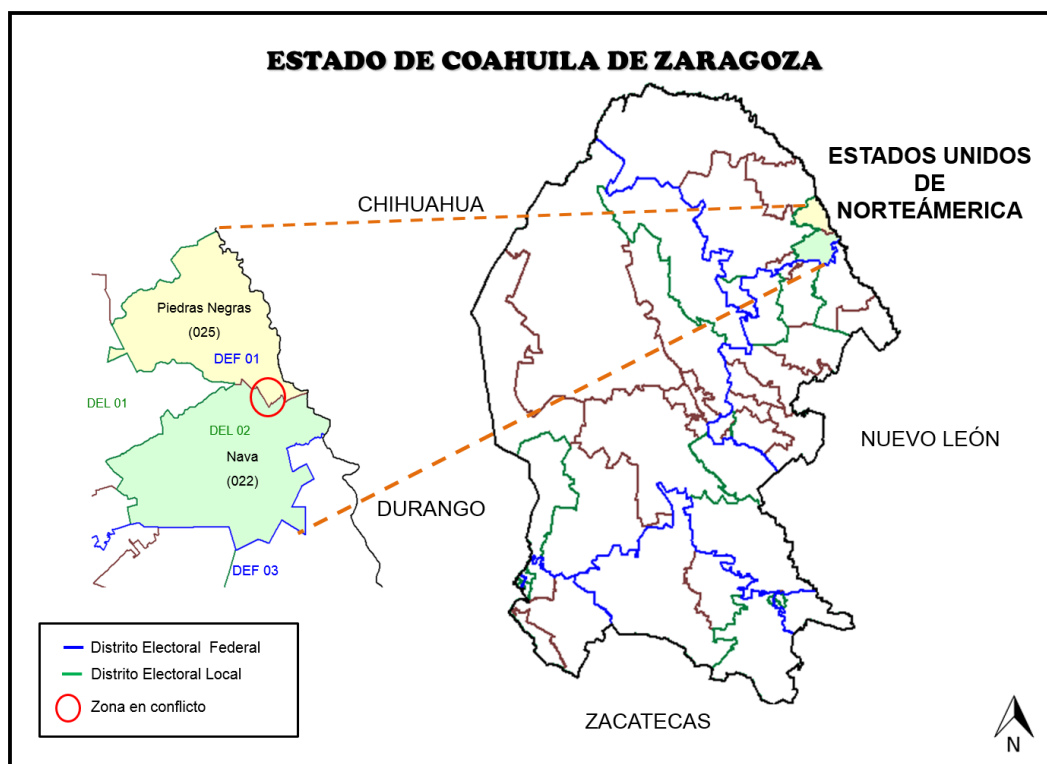 ESTADO DE COAHUILA DE ZARAGOZA
ESTADOS UNIDOS
DE
NORTEÁMERICA
CHIHUAHUA
Piedras Negras
(025)
DEF 01
DEL 01
DEL 02
Nava
(022)
NUEVO LEÓN
DURANGO
DEF 03
Distrito Electoral Federal
Distrito Electoral Local
Zona en conflicto
ZACATECAS
N